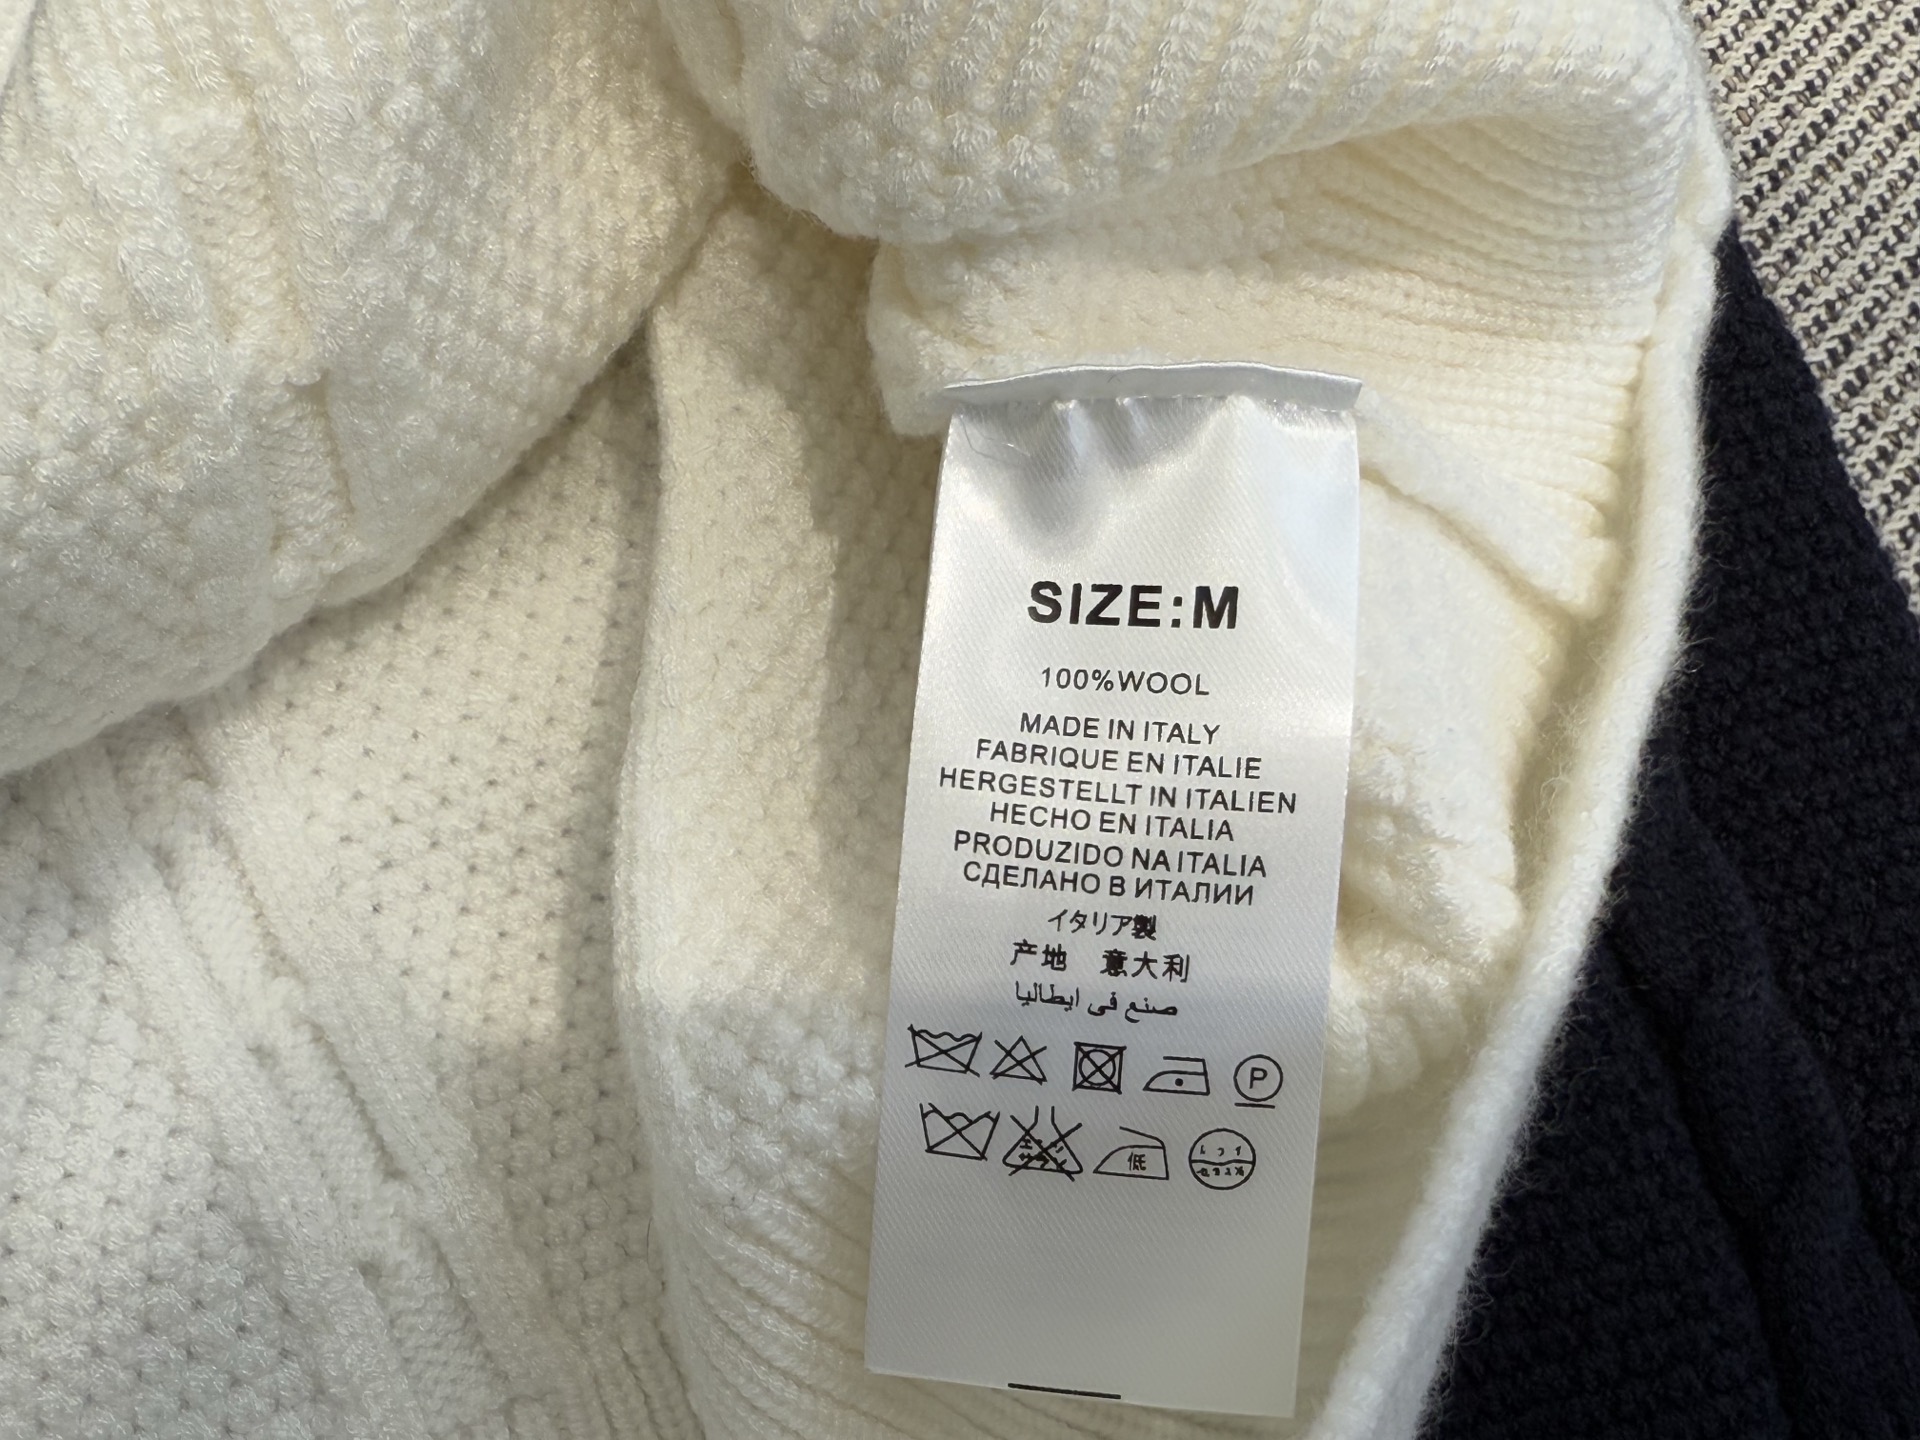 SIZE:M
100%WOOL
MADE IN ITALY
FABRIQUE EN ITALIE
HERGESTELLT IN ITALIEN
HECHO EN ITALIA
PRODUZIDO NA ITALIA
СДЕЛАНО В ИТАЛИИ
イタリア製
产地 意大利
صنع في ايطاليا
P
低